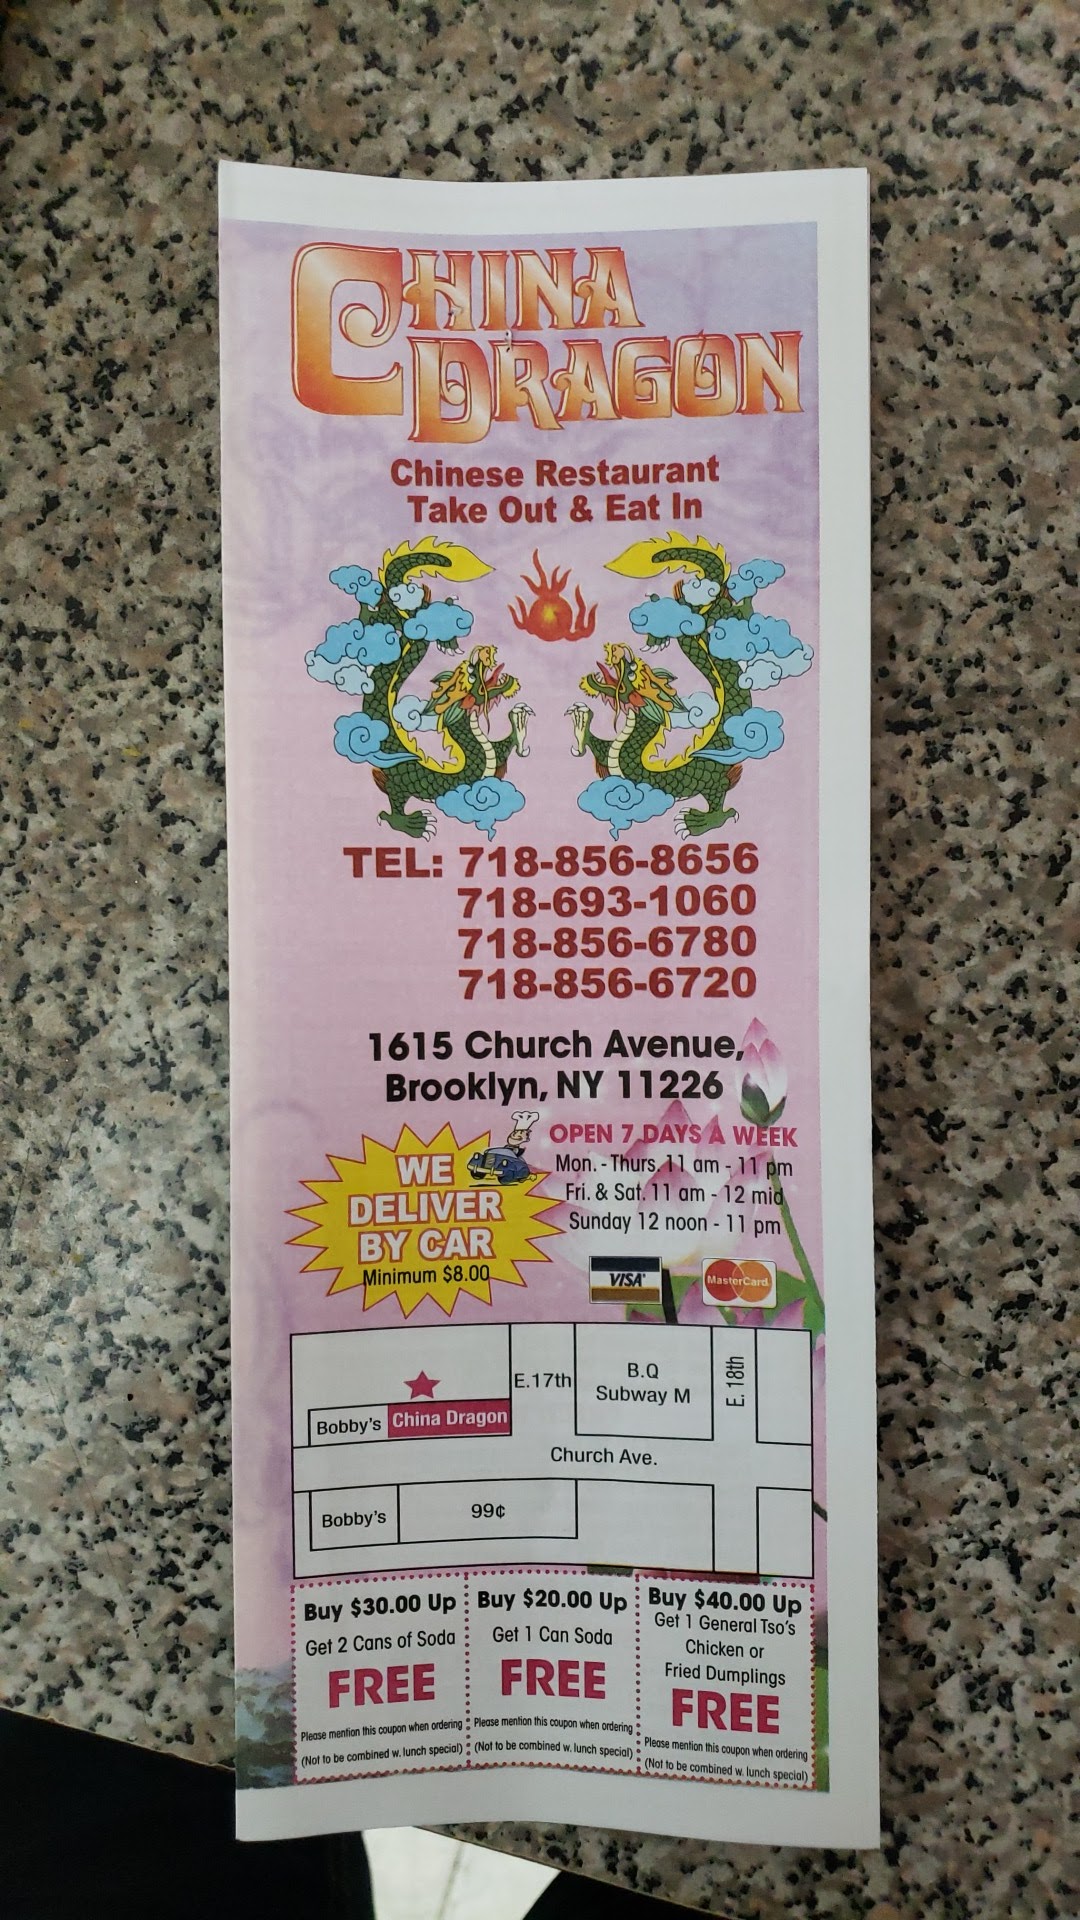 CHINA
DRAGON
Chinese Restaurant
Take Out & Eat In
TEL: 718-856-8656
718-693-1060
718-856-6780
718-856-6720
1615 Church Avenue,
Brooklyn, NY 11226
WE
DELIVER
BY CAR
Minimum $8.00
OPEN 7 DAYS A WEEK
Mon. - Thurs. 11 am - 11 pm
Fri. & Sat. 11 am - 12 mid
Sunday 12 noon - 11 pm
VISA
MasterCard
E.17th
B.Q
Subway M
E. 18th
Bobby's
China Dragon
Church Ave.
Bobby's
99¢
Buy $30.00 Up
Get 2 Cans of Soda
FREE
Please mention this coupon when ordering
(Not to be combined w. lunch special)
Buy $20.00 Up
Get 1 Can Soda
FREE
Please mention this coupon when ordering
(Not to be combined w. lunch special)
Buy $40.00 Up
Get 1 General Tso's
Chicken or
Fried Dumplings
FREE
Please mention this coupon when ordering
(Not to be combined w. lunch special)